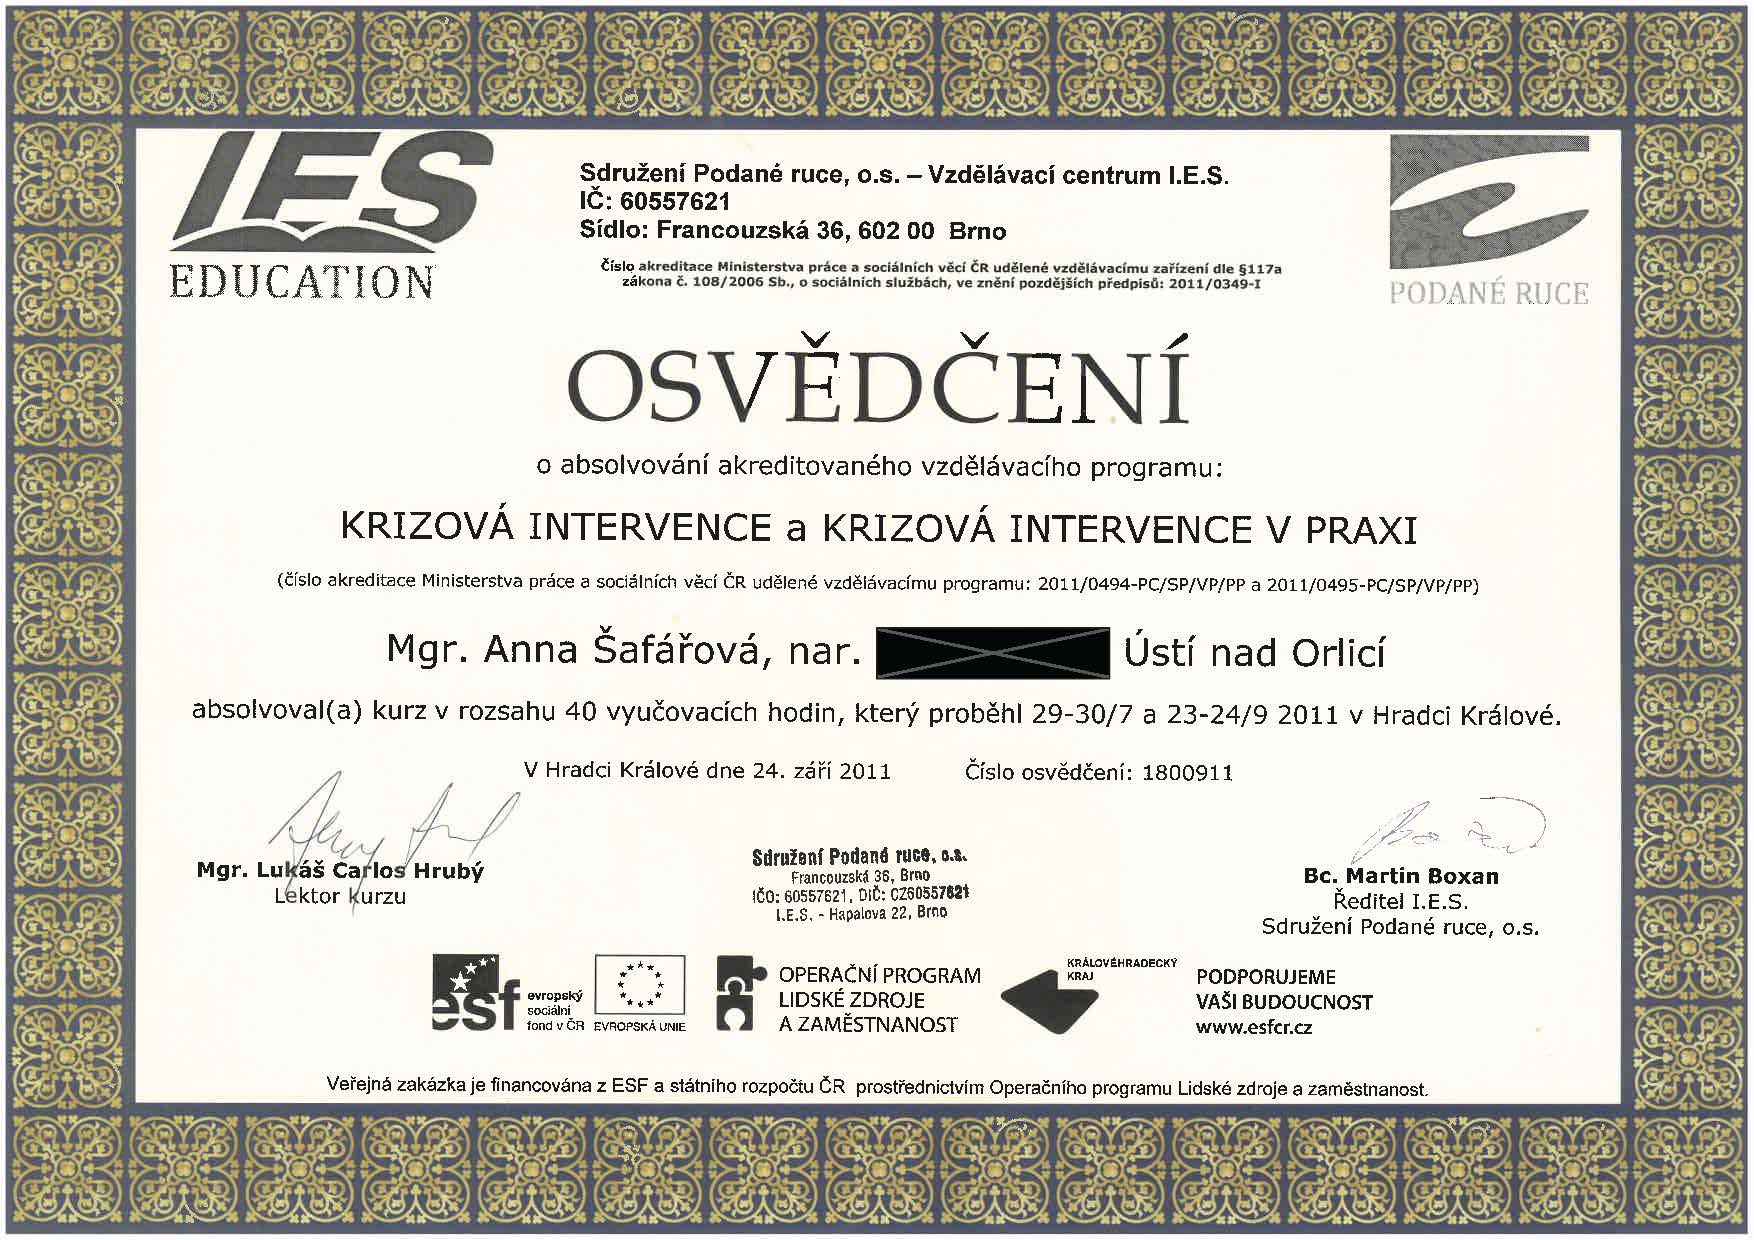 IES
EDUCATION
Sdružení Podané ruce, o.s. – Vzdělávací centrum I.E.S.
IČ: 60557621
Sídlo: Francouzská 36, 602 00 Brno
Číslo akreditace Ministerstva práce a sociálních věcí ČR udělené vzdělávacímu zařízení dle §117a
zákona č. 108/2006 Sb., o sociálních službách, ve znění pozdějších předpisů: 2011/0349-I
PODANÉ RUCE
OSVĚDČENÍ
o absolvování akreditovaného vzdělávacího programu:
KRIZOVÁ INTERVENCE a KRIZOVÁ INTERVENCE V PRAXI
(číslo akreditace Ministerstva práce a sociálních věcí ČR udělené vzdělávacímu programu: 2011/0494-PC/SP/VP/PP a 2011/0495-PC/SP/VP/PP)
Mgr. Anna Šafářová, nar. Ústí nad Orlicí
absolvoval(a) kurz v rozsahu 40 vyučovacích hodin, který proběhl 29-30/7 a 23-24/9 2011 v Hradci Králové.
V Hradci Králové dne 24. září 2011 Číslo osvědčení: 1800911
Mgr. Lukáš Carlos Hrubý
Lektor kurzu
Sdružení Podané ruce, o.s.
Francouzská 36, Brno
IČO: 60557621, DIČ: CZ60557621
I.E.S. - Hapalova 22, Brno
Bc. Martin Boxan
Ředitel I.E.S.
Sdružení Podané ruce, o.s.
esf
evropský
sociální
fond v ČR
EVROPSKÁ UNIE
OPERAČNÍ PROGRAM
LIDSKÉ ZDROJE
A ZAMĚSTNANOST
KRÁLOVÉHRADECKÝ
KRAJ
PODPORUJEME
VAŠI BUDOUCNOST
www.esfcr.cz
Veřejná zakázka je financována z ESF a státního rozpočtu ČR prostřednictvím Operačního programu Lidské zdroje a zaměstnanost.